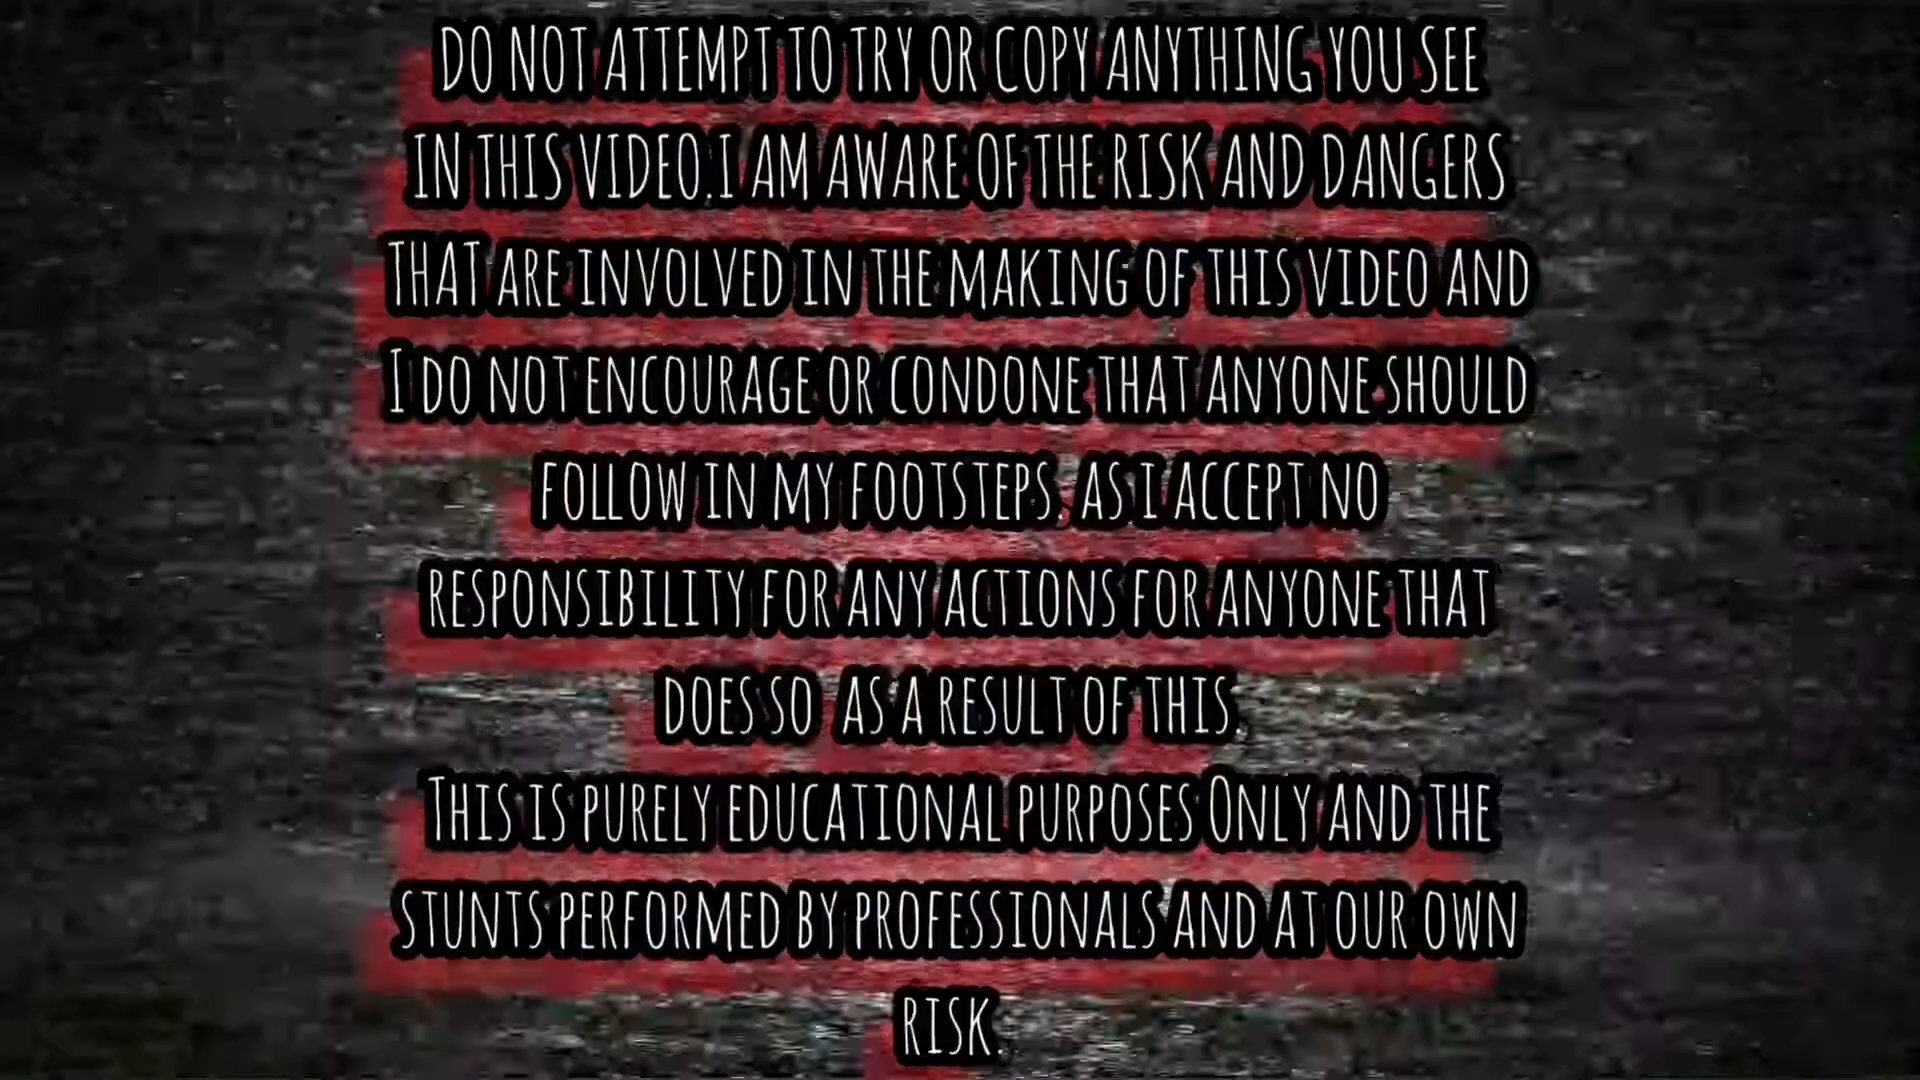 DO NOT ATTEMPT TO TRY OR COPY ANYTHING YOU SEE
IN THIS VIDEO.I AM AWARE OF THE RISK AND DANGERS
THAT ARE INVOLVED IN THE MAKING OF THIS VIDEO AND
I DO NOT ENCOURAGE OR CONDONE THAT ANYONE SHOULD
FOLLOW IN MY FOOTSTEPS. AS I ACCEPT NO
RESPONSIBILITY FOR ANY ACTIONS FOR ANYONE THAT
DOES SO AS A RESULT OF THIS.
THIS IS PURELY EDUCATIONAL PURPOSES ONLY AND THE
STUNTS PERFORMED BY PROFESSIONALS AND AT OUR OWN
RISK.